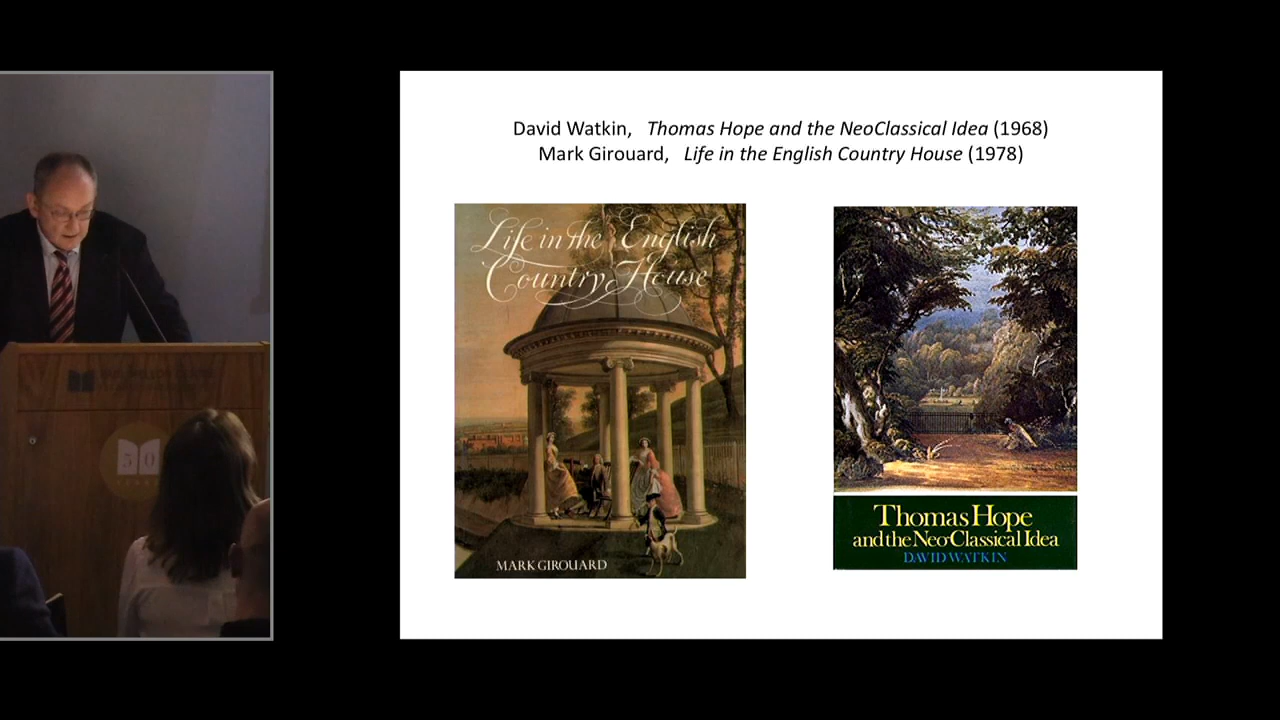 David Watkin, Thomas Hope and the NeoClassical Idea (1968)
Mark Girouard, Life in the English Country House (1978)
Life in the English
Country House
MARK GIROUARD
Thomas Hope
and the Neo-Classical Idea
DAVID WATKIN
50